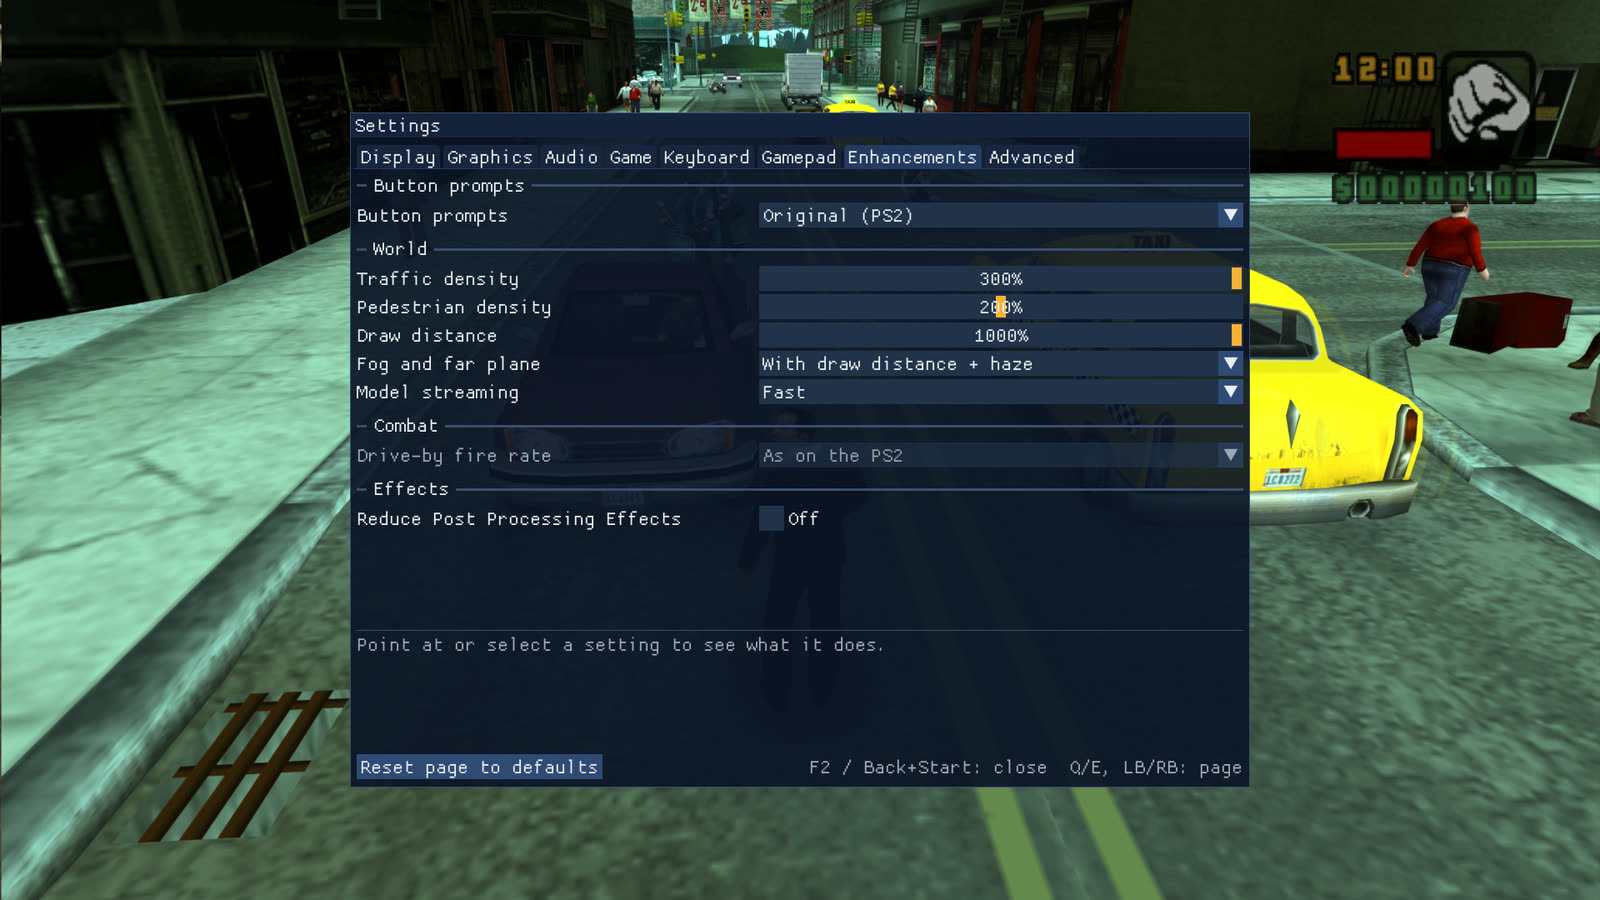 12:00
$00000100
Settings
Display Graphics Audio Game Keyboard Gamepad Enhancements Advanced
Button prompts
Button prompts Original (PS2)
World
Traffic density 300%
Pedestrian density 200%
Draw distance 1000%
Fog and far plane With draw distance + haze
Model streaming Fast
Combat
Drive-by fire rate As on the PS2
Effects
Reduce Post Processing Effects Off
Point at or select a setting to see what it does.
Reset page to defaults F2 / Back+Start: close Q/E, LB/RB: page
TAXI
TAXI